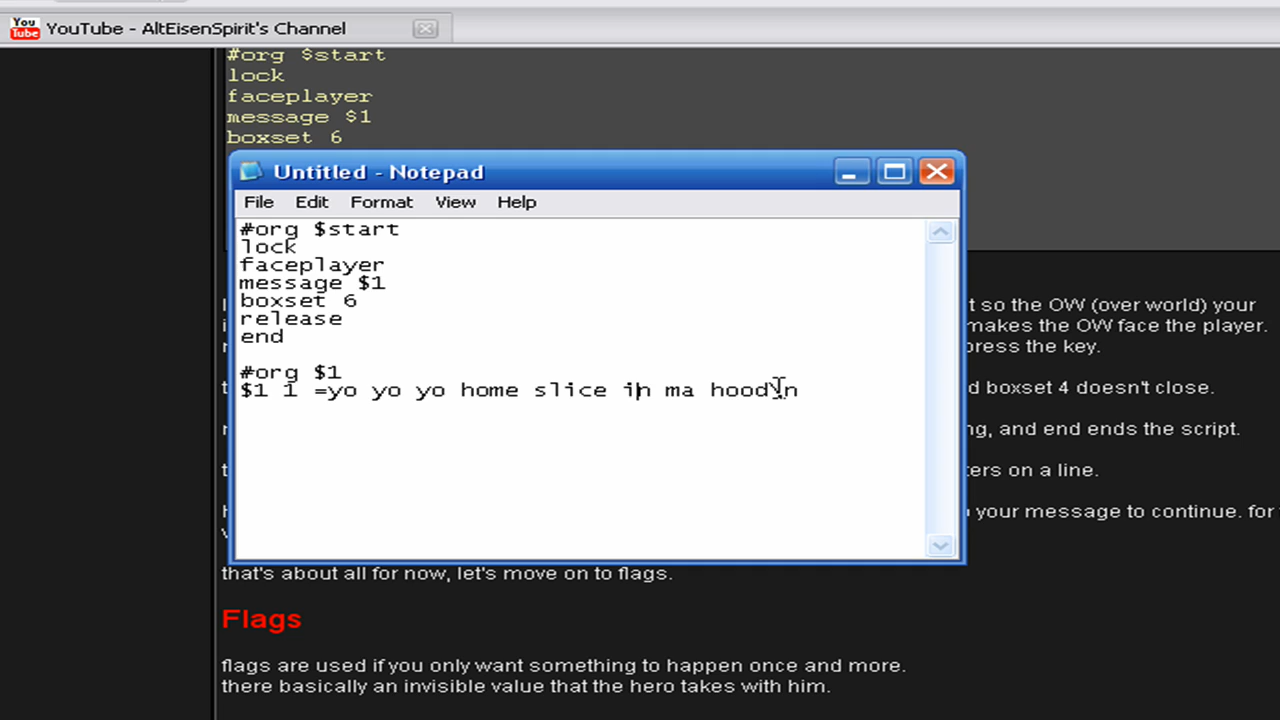 You Tube YouTube - AltEisenSpirit's Channel
#org $start
lock
faceplayer
message $1
boxset 6
Untitled - Notepad
File Edit Format View Help
#org $start
lock
faceplayer
message $1
boxset 6
release
end
#org $1
$1 1 =yo yo yo home slice in ma hood\n
t so the OW (over world) your
makes the OW face the player.
press the key.
d boxset 4 doesn't close.
ng, and end ends the script.
ters on a line.
your message to continue. for
that's about all for now, let's move on to flags.
Flags
flags are used if you only want something to happen once and more.
there basically an invisible value that the hero takes with him.